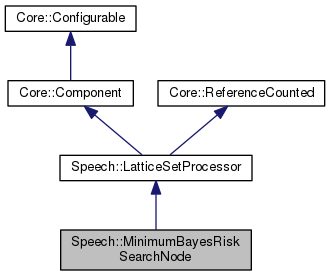 Core::Configurable
Core::Component
Core::ReferenceCounted
Speech::LatticeSetProcessor
Speech::MinimumBayesRisk
SearchNode